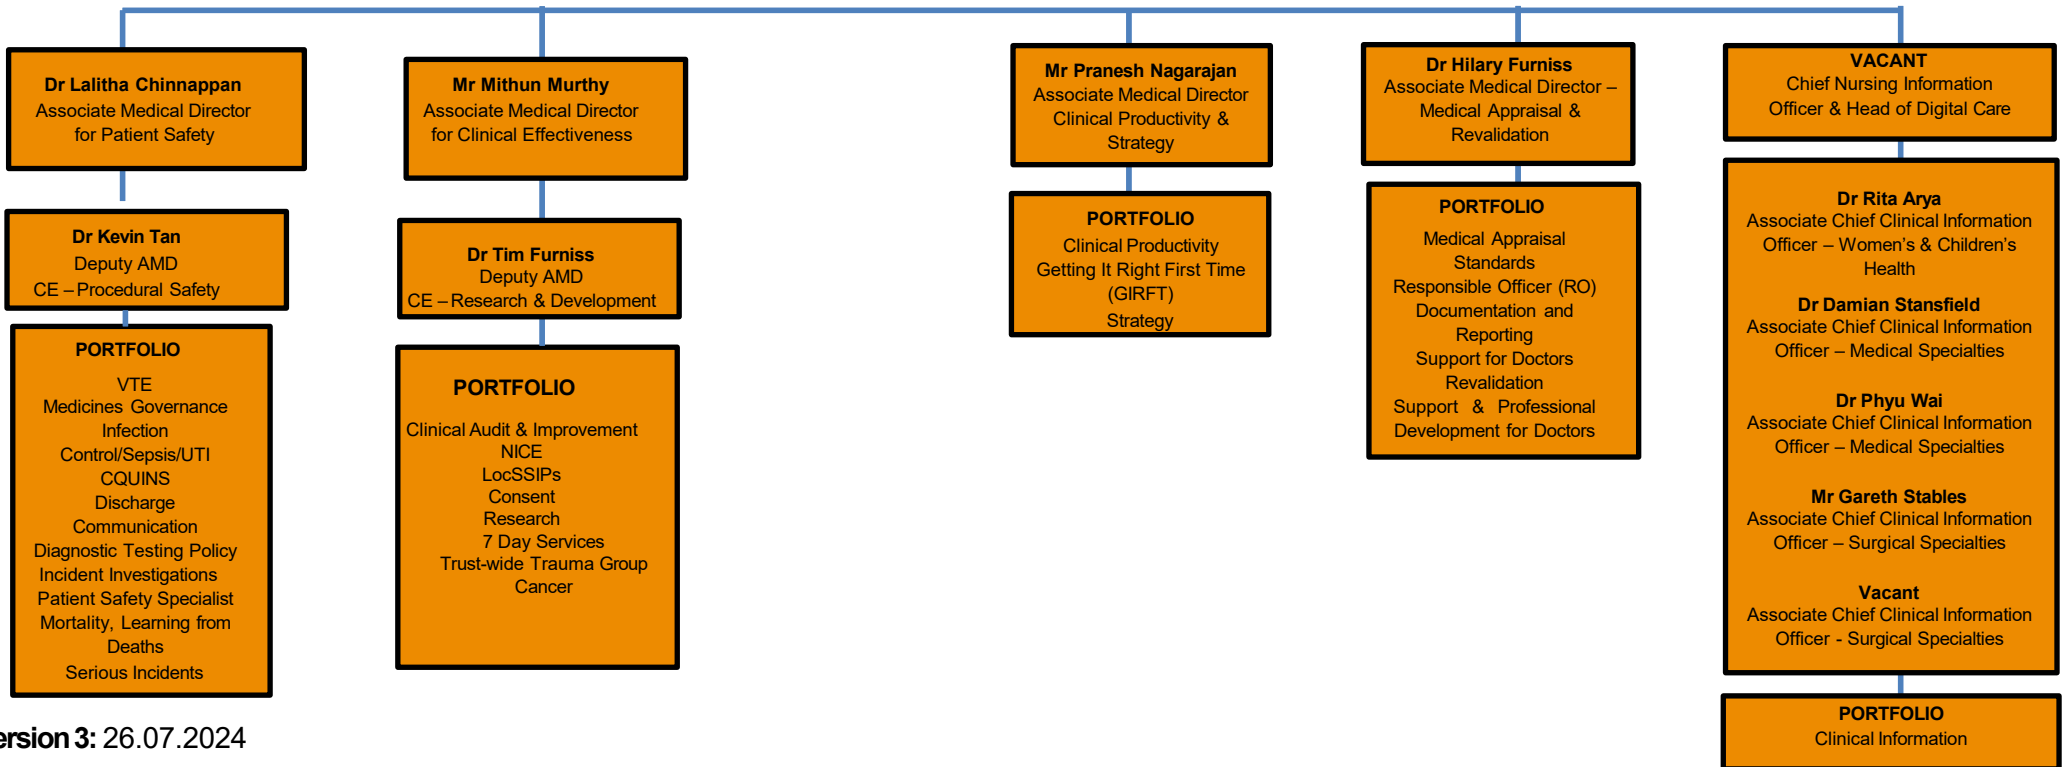 Dr Lalitha Chinnappan
Associate Medical Director
for Patient Safety
Dr Kevin Tan
Deputy AMD
CE – Procedural Safety
PORTFOLIO
VTE
Medicines Governance
Infection
Control/Sepsis/UTI
CQUINS
Discharge
Communication
Diagnostic Testing Policy
Incident Investigations
Patient Safety Specialist
Mortality, Learning from
Deaths
Serious Incidents
Mr Mithun Murthy
Associate Medical Director
for Clinical Effectiveness
Dr Tim Furniss
Deputy AMD
CE – Research & Development
PORTFOLIO
Clinical Audit & Improvement
NICE
LocSSIPs
Consent
Research
7 Day Services
Trust-wide Trauma Group
Cancer
Mr Pranesh Nagarajan
Associate Medical Director
Clinical Productivity &
Strategy
PORTFOLIO
Clinical Productivity
Getting It Right First Time
(GIRFT)
Strategy
Dr Hilary Furniss
Associate Medical Director –
Medical Appraisal &
Revalidation
PORTFOLIO
Medical Appraisal
Standards
Responsible Officer (RO)
Documentation and
Reporting
Support for Doctors
Revalidation
Support & Professional
Development for Doctors
VACANT
Chief Nursing Information
Officer & Head of Digital Care
Dr Rita Arya
Associate Chief Clinical Information
Officer – Women's & Children's
Health
Dr Damian Stansfield
Associate Chief Clinical Information
Officer – Medical Specialties
Dr Phyu Wai
Associate Chief Clinical Information
Officer – Medical Specialties
Mr Gareth Stables
Associate Chief Clinical Information
Officer – Surgical Specialties
Vacant
Associate Chief Clinical Information
Officer - Surgical Specialties
PORTFOLIO
Clinical Information
ersion 3: 26.07.2024